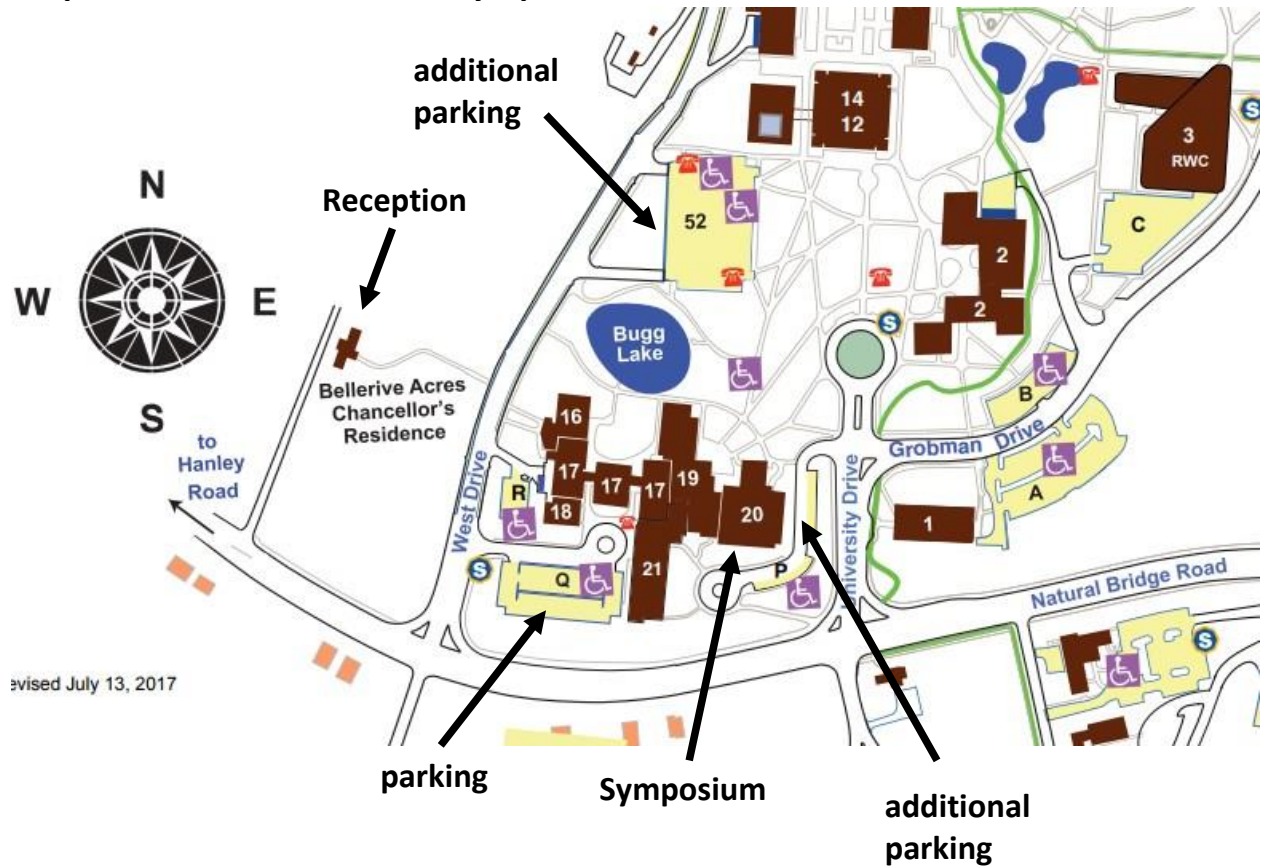 additional
parking
14
12
3
RWC
N
Reception
52
C
2
W
E
2
Bugg
Lake
Bellerive Acres
Chancellor's
Residence
S
B
16
to
Hanley
Road
Grobman Drive
A
R
17
17
17
19
West Drive
18
20
University Drive
1
S
Q
21
P
Natural Bridge Road
S
S
S
evised July 13, 2017
parking
Symposium
additional
parking